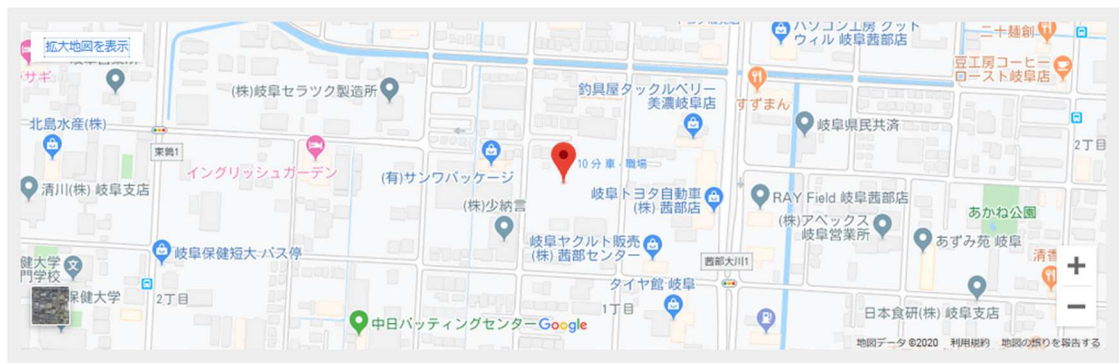 パソコン工房 グッド
ウィル 岐阜茜部店
二十麺創
拡大地図を表示
豆工房コーヒー
ロースト岐阜店
サギ
(株)岐阜セラツク製造所
釣具屋タックルベリー
美濃岐阜店
すずまん
北島水産(株)
岐阜県民共済
東鶉1
2丁目
10分 車・職場
イングリッシュガーデン
(有)サンワパッケージ
清川(株) 岐阜支店
岐阜トヨタ自動車
(株) 茜部店
RAY Field 岐阜茜部店
(株)少納言
あかね公園
(株)アペックス
岐阜営業所
岐阜ヤクルト販売
(株) 茜部センター
あずみ苑 岐阜
岐阜保健短大 バス停
清香
茜部大川1
健大学
門学校
タイヤ館 岐阜
保健大学
2丁目
1丁目
日本食研(株) 岐阜支店
中日バッティングセンター
Google
地図データ ©2020 利用規約 地図の誤りを報告する